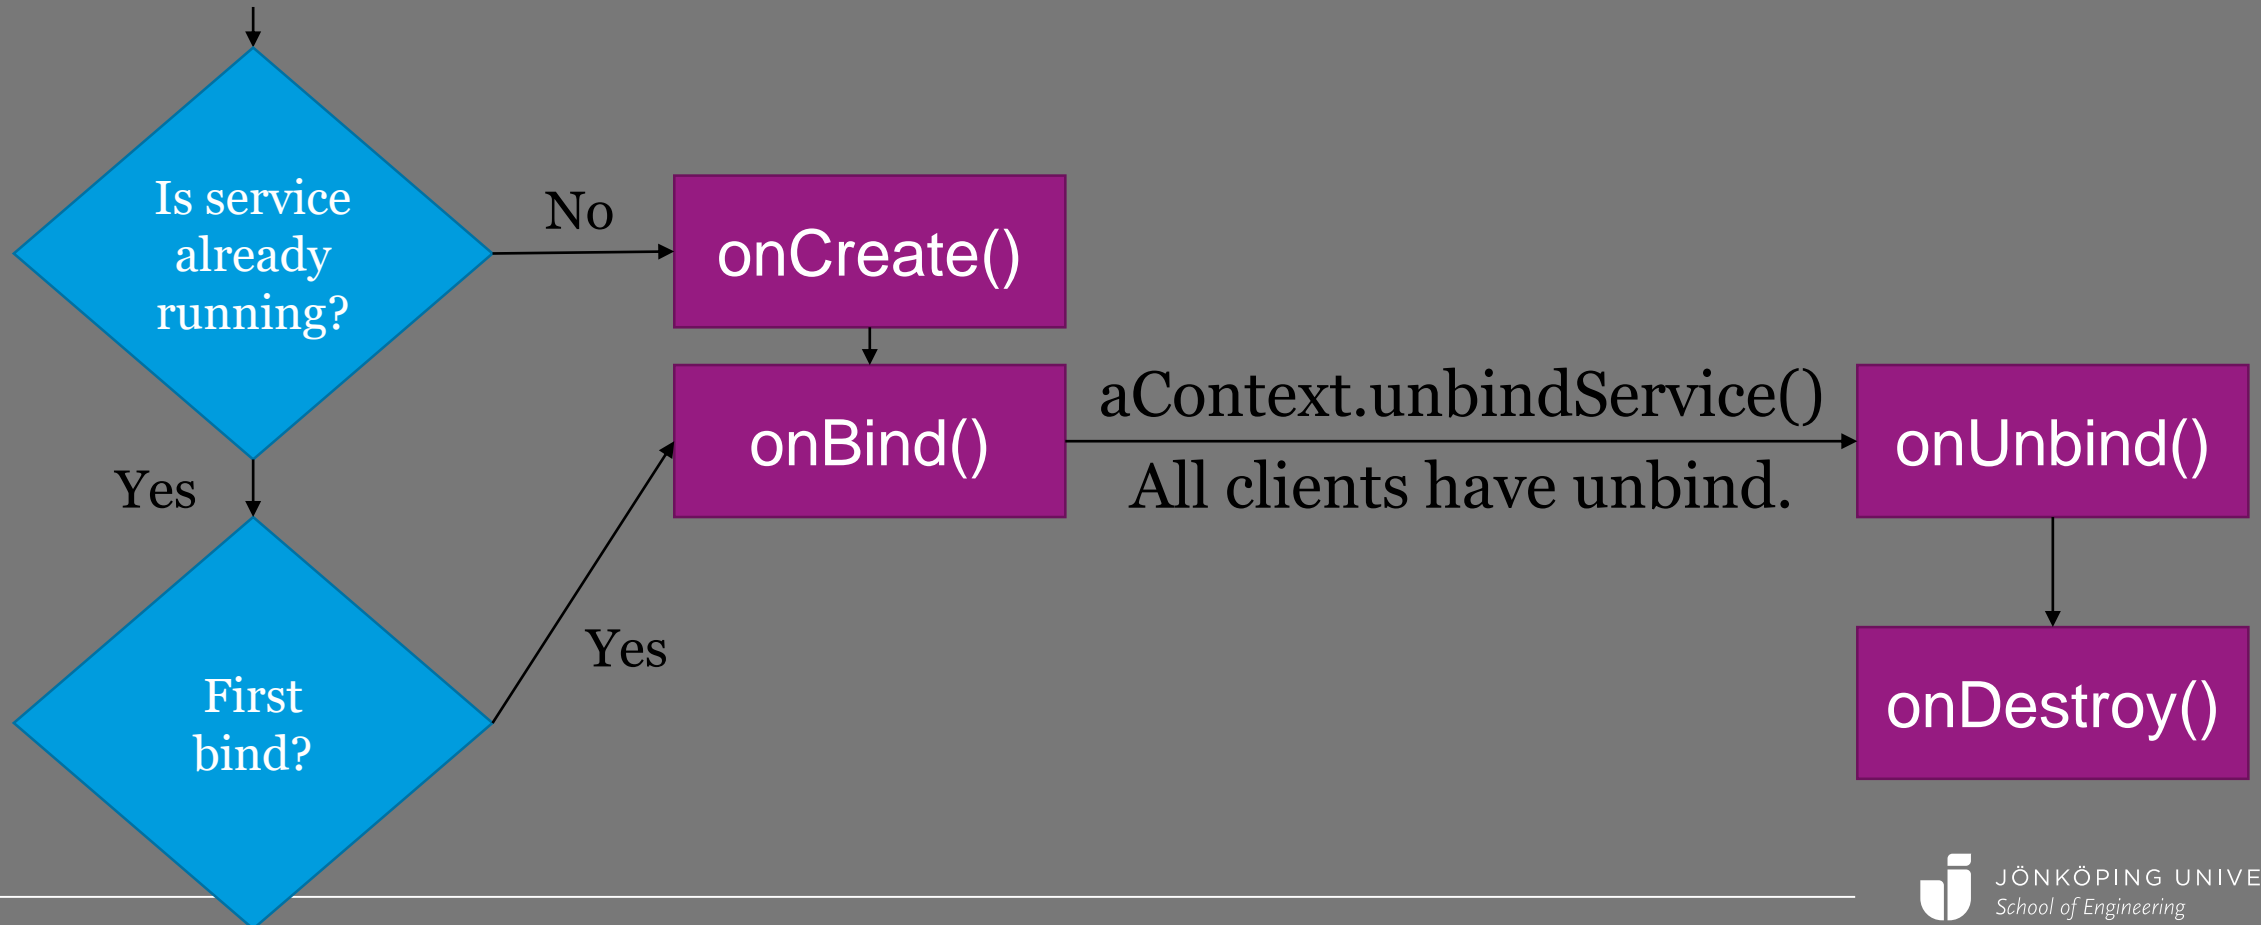 Is service
already
running?
No
onCreate()
Yes
onBind()
aContext.unbindService()
All clients have unbind.
onUnbind()
First
bind?
Yes
onDestroy()
JÖNKÖPING UNIVE
School of Engineering